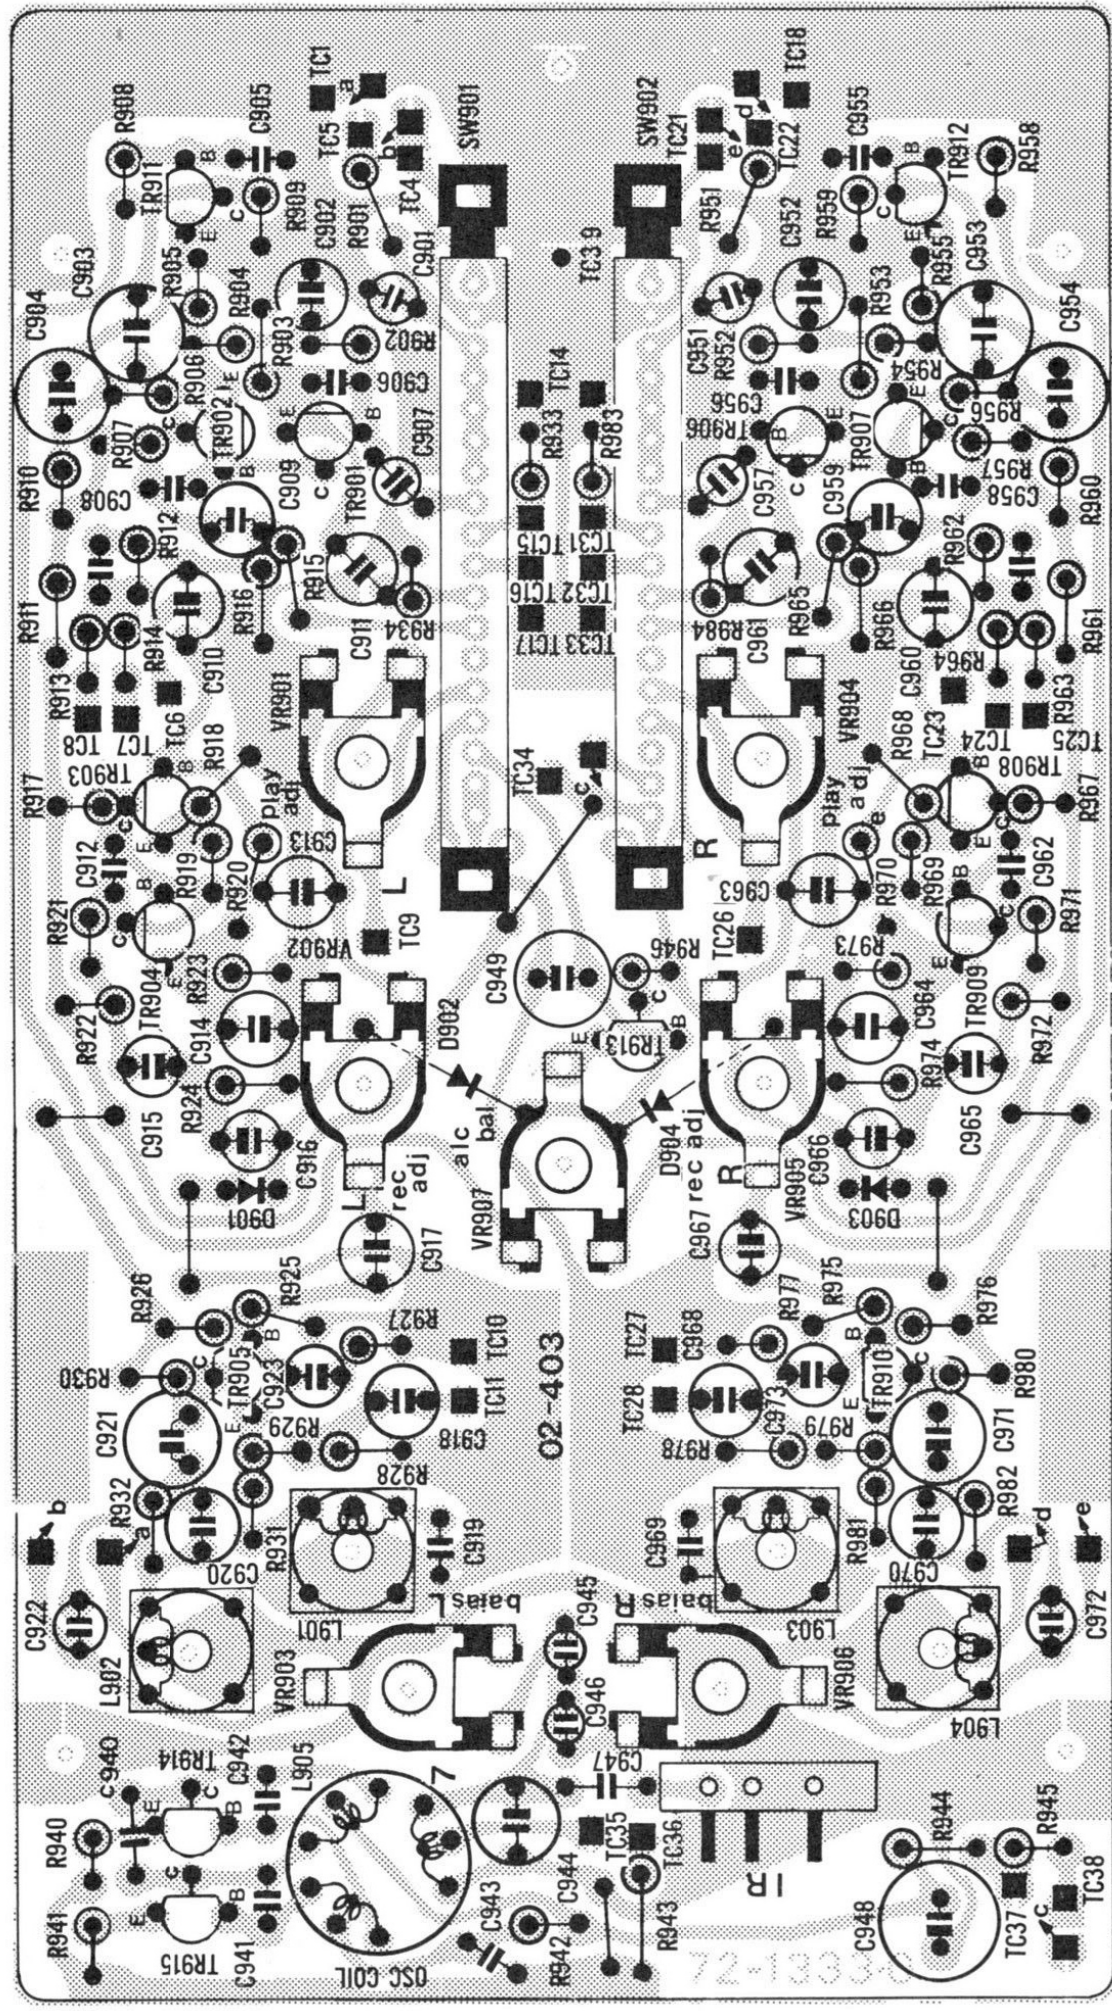 R908
TC1
TC18
C905
TR911
B
C
E
a
TC5
b
TC4
SW901
SW902
TC21
d
e
TC22
C955
B
TR912
C
E
R958
C904
C903
R905
R904
R909
C902
R901
C901
TC39
R951
C952
R959
R953
R955
C953
C954
R906
R903
R902
C906
TC14
C951
R952
C956
R954
R956
R907
C
E
TR902
B
E
B
C
TR901
C907
R933
R983
TR906
B
E
C
TR907
C
B
R957
C958
R910
C908
C909
C957
C959
R960
R912
R915
TC15
TC31
R962
R911
R914
R916
C911
R934
TC16
TC32
TC17
TC33
R984
C961
R965
R966
C960
R964
R961
R913
TC8
TC7
TC6
C910
VR901
VR904
R968
TC23
TC24
R963
TC25
R917
TR903
C
B
E
R918
play
adj
TC34
c
play
e adj
TR908
B
E
C
R967
C912
R919
R920
C913
L
R
C963
R970
R969
C962
R921
C
B
E
TR904
R923
VR902
TC9
C949
R946
TC26
R973
B
E
C
TR909
R971
R922
C914
D902
E
C
TR913
B
C964
R972
C915
R924
alc
bal
R974
C965
C916
D901
L
rec
adj
VR907
D904
rec adj
R
VR905
C966
D903
C917
C967
R926
R925
R927
TC10
TC27
C968
R977
R975
R976
R930
C
TR905
B
E
C923
TC11
TC28
C973
B
TR910
C
E
R980
C921
R929
C918
02-403
R978
R979
C971
b
R932
a
R928
R982
d
e
R931
C920
C919
C969
R981
C970
C922
L902
L901
baias L
C945
baias R
L903
C972
VR903
C946
VR906
L904
C940
TR914
E
C
B
C942
L905
7
C947
R940
TC35
TC36
R944
R945
R941
E
C
B
TR915
C941
OSC COIL
C943
C944
R942
R943
C948
TC37
c
TC38
72-1333-